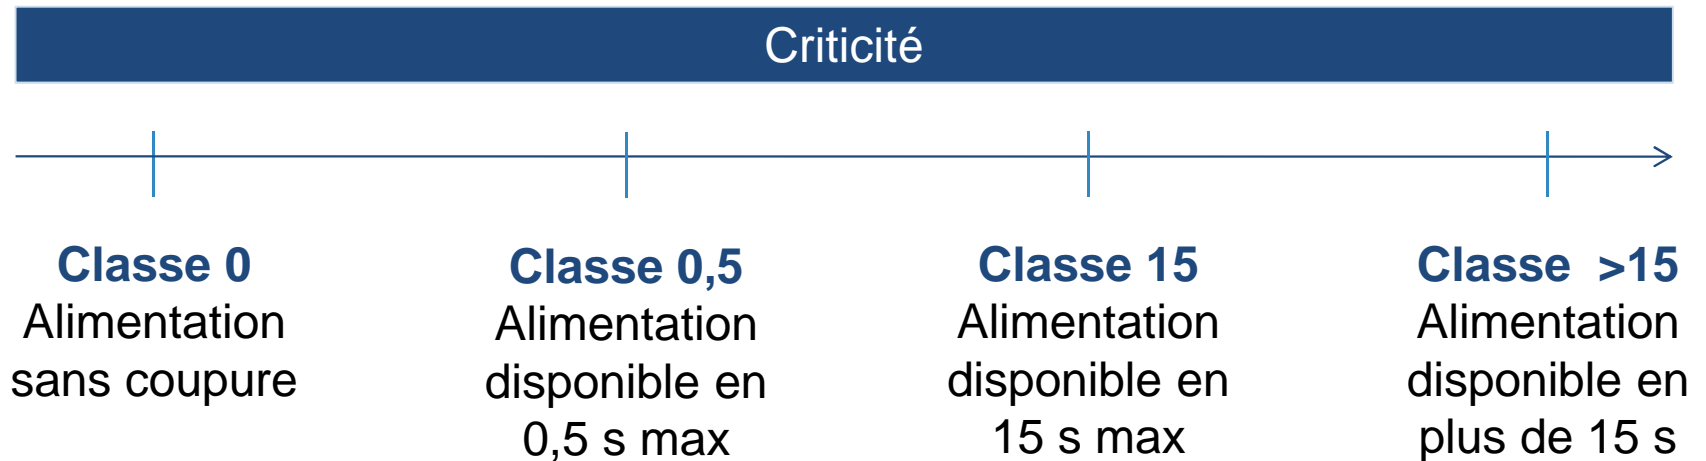 Criticité
Classe 0
Alimentation
sans coupure
Classe 0,5
Alimentation
disponible en
0,5 s max
Classe 15
Alimentation
disponible en
15 s max
Classe  >15
Alimentation
disponible en
plus de 15 s